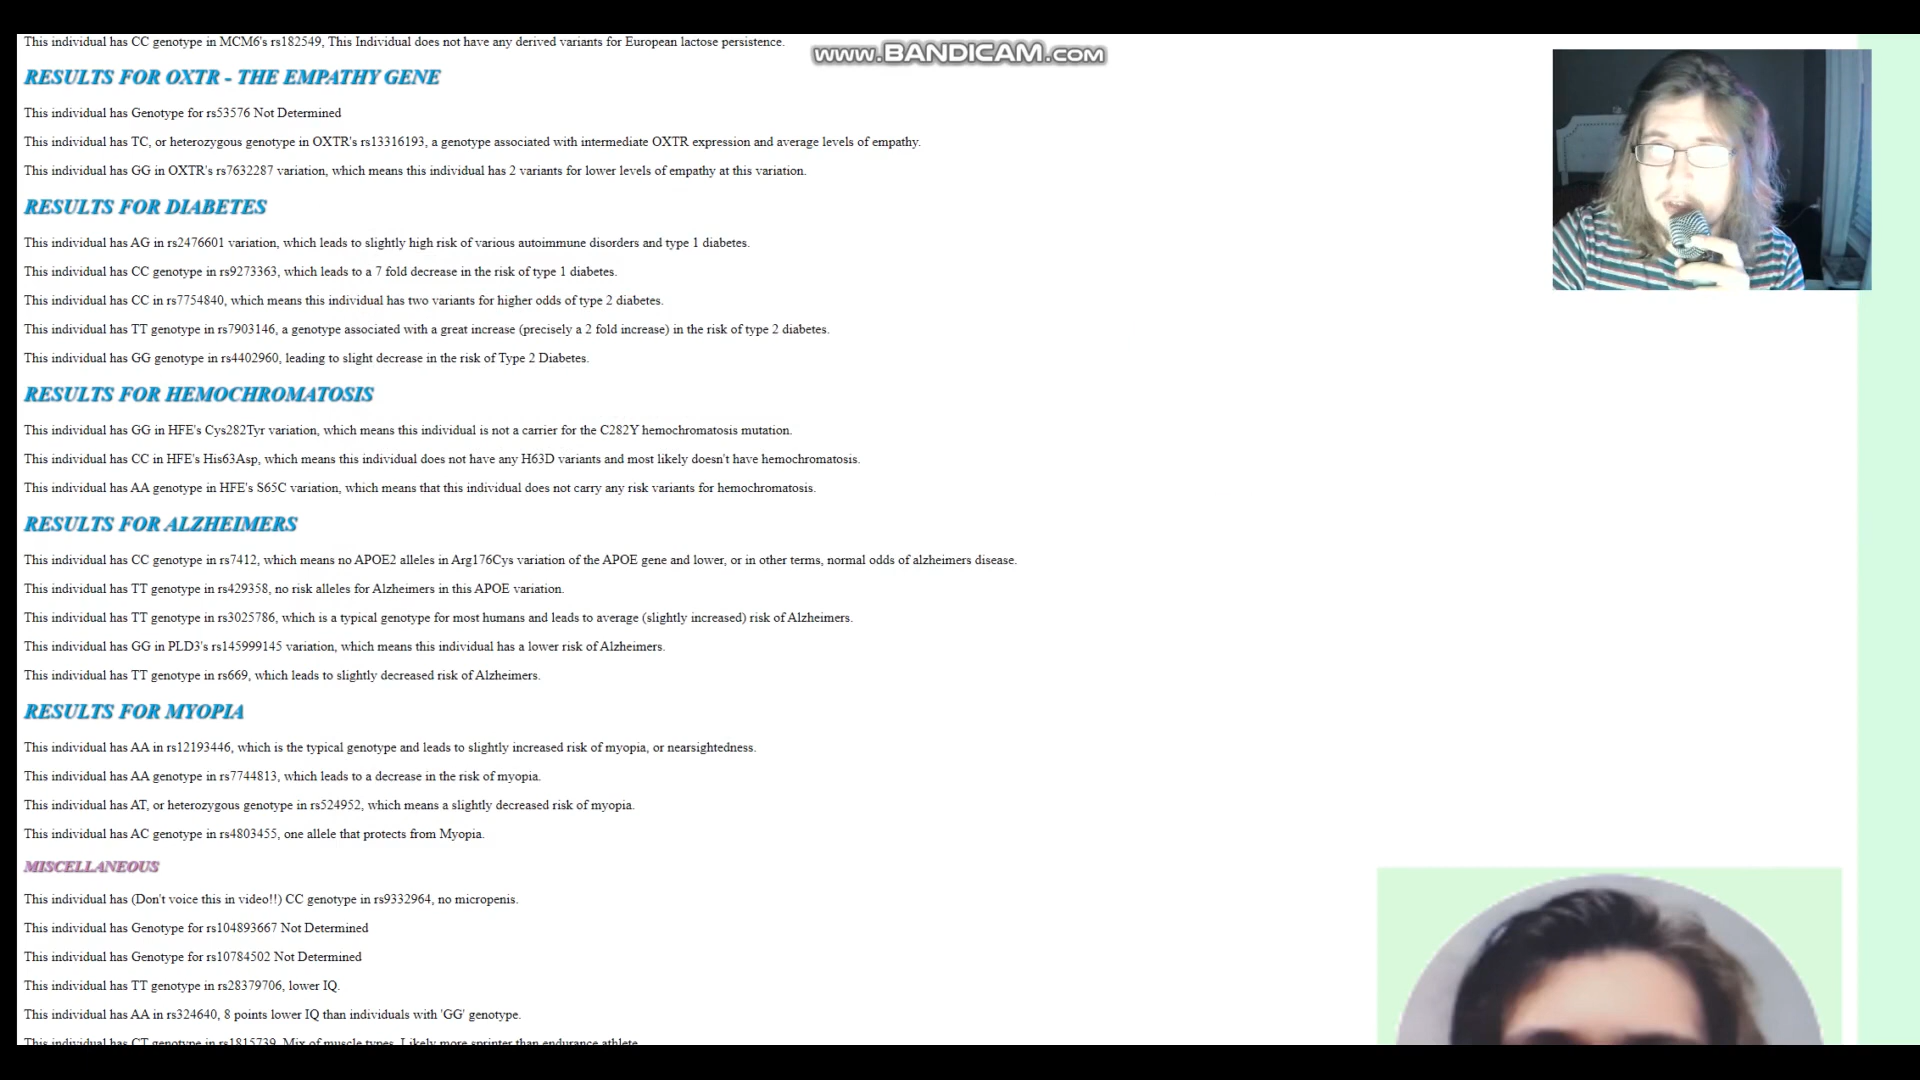 This individual has CC genotype in MCM6's rs182549, This Individual does not have any derived variants for European lactose persistence.
www.BANDICAM.com
RESULTS FOR OXTR - THE EMPATHY GENE
This individual has Genotype for rs53576 Not Determined
This individual has TC, or heterozygous genotype in OXTR's rs13316193, a genotype associated with intermediate OXTR expression and average levels of empathy.
This individual has GG in OXTR's rs7632287 variation, which means this individual has 2 variants for lower levels of empathy at this variation.
RESULTS FOR DIABETES
This individual has AG in rs2476601 variation, which leads to slightly high risk of various autoimmune disorders and type 1 diabetes.
This individual has CC genotype in rs9273363, which leads to a 7 fold decrease in the risk of type 1 diabetes.
This individual has CC in rs7754840, which means this individual has two variants for higher odds of type 2 diabetes.
This individual has TT genotype in rs7903146, a genotype associated with a great increase (precisely a 2 fold increase) in the risk of type 2 diabetes.
This individual has GG genotype in rs4402960, leading to slight decrease in the risk of Type 2 Diabetes.
RESULTS FOR HEMOCHROMATOSIS
This individual has GG in HFE's Cys282Tyr variation, which means this individual is not a carrier for the C282Y hemochromatosis mutation.
This individual has CC in HFE's His63Asp, which means this individual does not have any H63D variants and most likely doesn't have hemochromatosis.
This individual has AA genotype in HFE's S65C variation, which means that this individual does not carry any risk variants for hemochromatosis.
RESULTS FOR ALZHEIMERS
This individual has CC genotype in rs7412, which means no APOE2 alleles in Arg176Cys variation of the APOE gene and lower, or in other terms, normal odds of alzheimers disease.
This individual has TT genotype in rs429358, no risk alleles for Alzheimers in this APOE variation.
This individual has TT genotype in rs3025786, which is a typical genotype for most humans and leads to average (slightly increased) risk of Alzheimers.
This individual has GG in PLD3's rs145999145 variation, which means this individual has a lower risk of Alzheimers.
This individual has TT genotype in rs669, which leads to slightly decreased risk of Alzheimers.
RESULTS FOR MYOPIA
This individual has AA in rs12193446, which is the typical genotype and leads to slightly increased risk of myopia, or nearsightedness.
This individual has AA genotype in rs7744813, which leads to a decrease in the risk of myopia.
This individual has AT, or heterozygous genotype in rs524952, which means a slightly decreased risk of myopia.
This individual has AC genotype in rs4803455, one allele that protects from Myopia.
MISCELLANEOUS
This individual has (Don't voice this in video!!) CC genotype in rs9332964, no micropenis.
This individual has Genotype for rs104893667 Not Determined
This individual has Genotype for rs10784502 Not Determined
This individual has TT genotype in rs28379706, lower IQ.
This individual has AA in rs324640, 8 points lower IQ than individuals with 'GG' genotype.
This individual has CT genotype in rs1815739, Mix of muscle types. Likely more sprinter than endurance athlete.